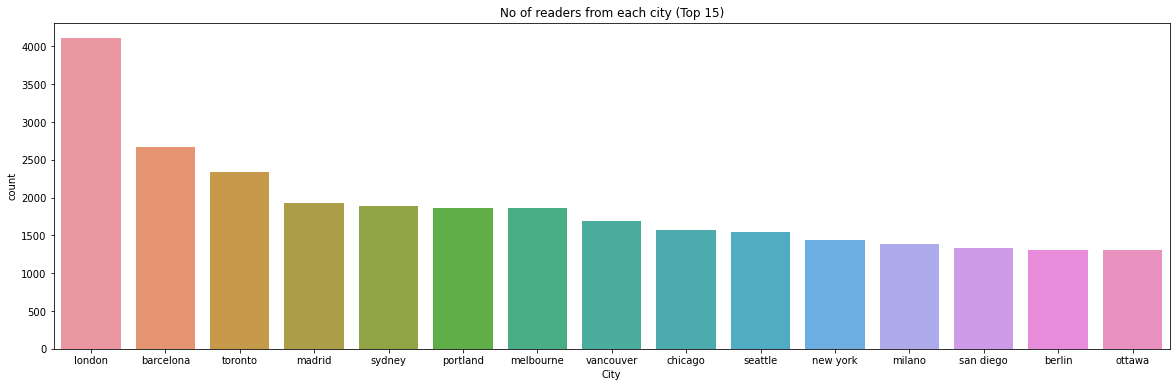 No of readers from each city (Top 15)
4000
3500
3000
2500
2000
1500
1000
500
0
count
london barcelona toronto madrid sydney portland melbourne vancouver chicago seattle new york milano san diego berlin ottawa
City